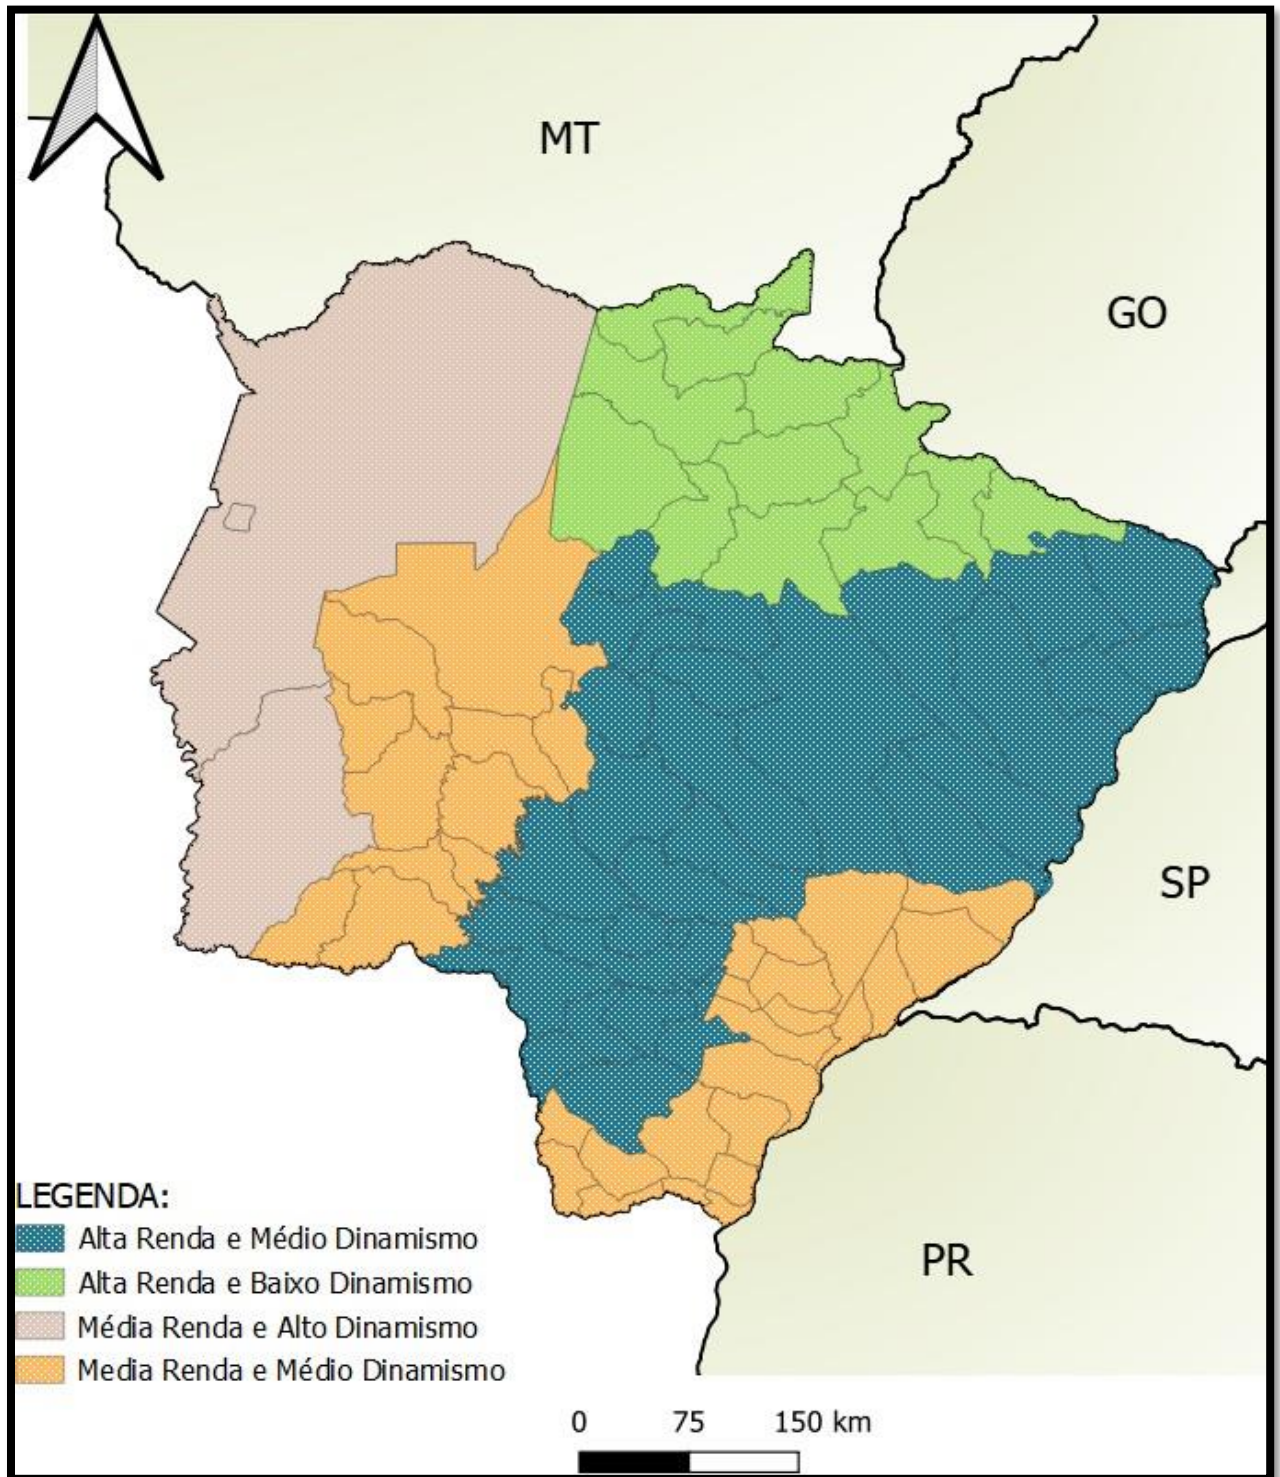 MT
GO
SP
PR
LEGENDA:
Alta Renda e Médio Dinamismo
Alta Renda e Baixo Dinamismo
Média Renda e Alto Dinamismo
Media Renda e Médio Dinamismo
0 75 150 km